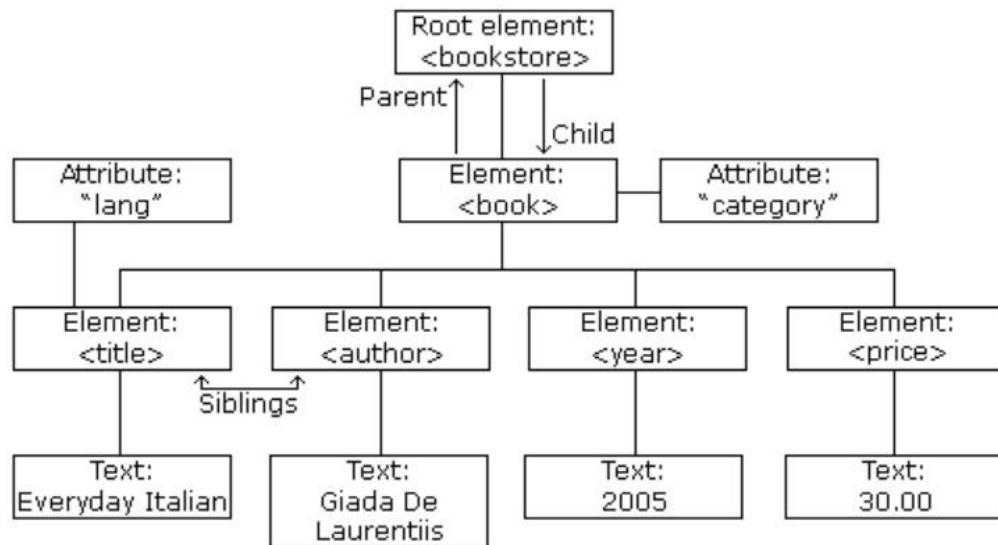 Root element:
<bookstore>
Parent
Child
Attribute:
“lang”
Element:
<book>
Attribute:
“category”
Element:
<title>
Element:
<author>
Element:
<year>
Element:
<price>
Siblings
Text:
Everyday Italian
Text:
Giada De
Laurentiis
Text:
2005
Text:
30.00